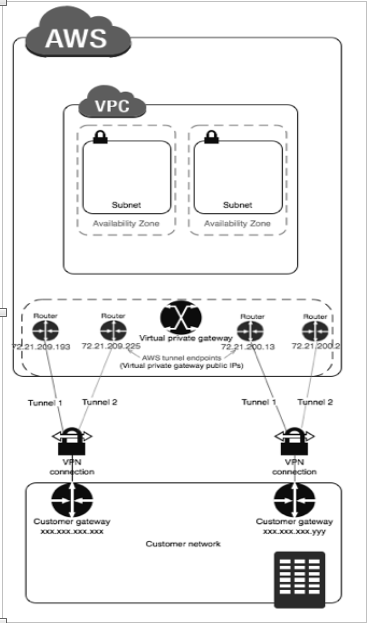 AWS
VPC
Subnet
Subnet
Availability Zone
Availability Zone
Router
Router
Router
Router
Virtual private gateway
72.21.209.193
72.21.209.225
72.21.200.13
72.21.200.2
AWS tunnel endpoints
(Virtual private gateway public IPs)
Tunnel 1
Tunnel 2
Tunnel 1
Tunnel 2
VPN
connection
VPN
connection
Customer gateway
xxx.xxx.xxx.xxx
Customer gateway
xxx.xxx.xxx.yyy
Customer network